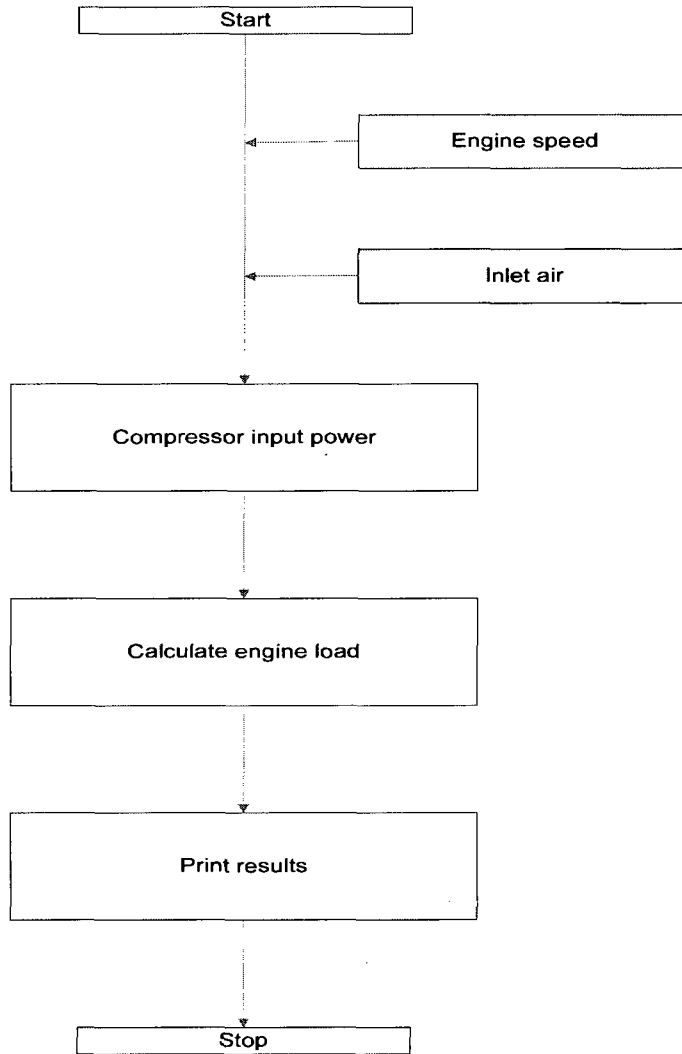 Start
Engine speed
Inlet air
Compressor input power
Calculate engine load
Print results
Stop